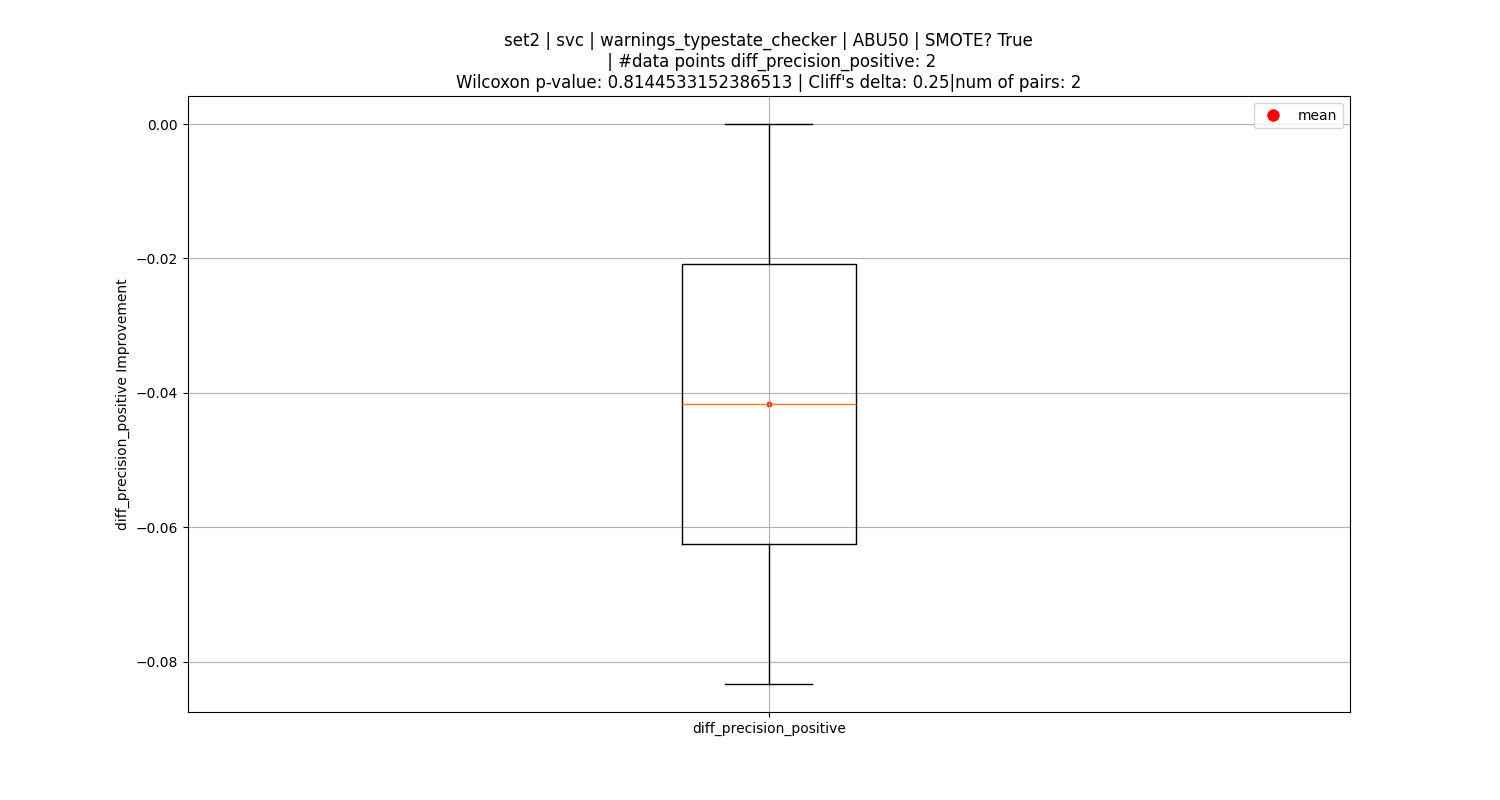 set2 | svc | warnings_typestate_checker | ABU50 | SMOTE? True
| #data points diff_precision_positive: 2
Wilcoxon p-value: 0.8144533152386513 | Cliff's delta: 0.25|num of pairs: 2
mean
0.00
−0.02
−0.04
−0.06
−0.08
diff_precision_positive Improvement
diff_precision_positive